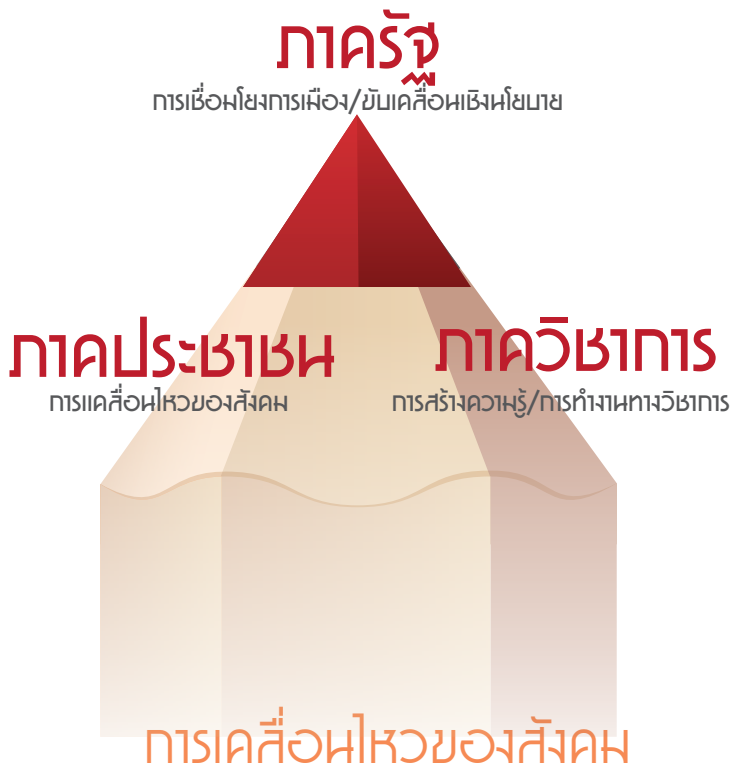 ภาครัฐ
การเชื่อมโยงการเมือง/ขับเคลื่อนเชิงนโยบาย
ภาคประชาชน
การแคลื่อนไหวของสังคม
ภาควิชาการ
การสร้างความรู้/การทำงานทางวิชาการ
การเคลื่อนไหวของสังคม